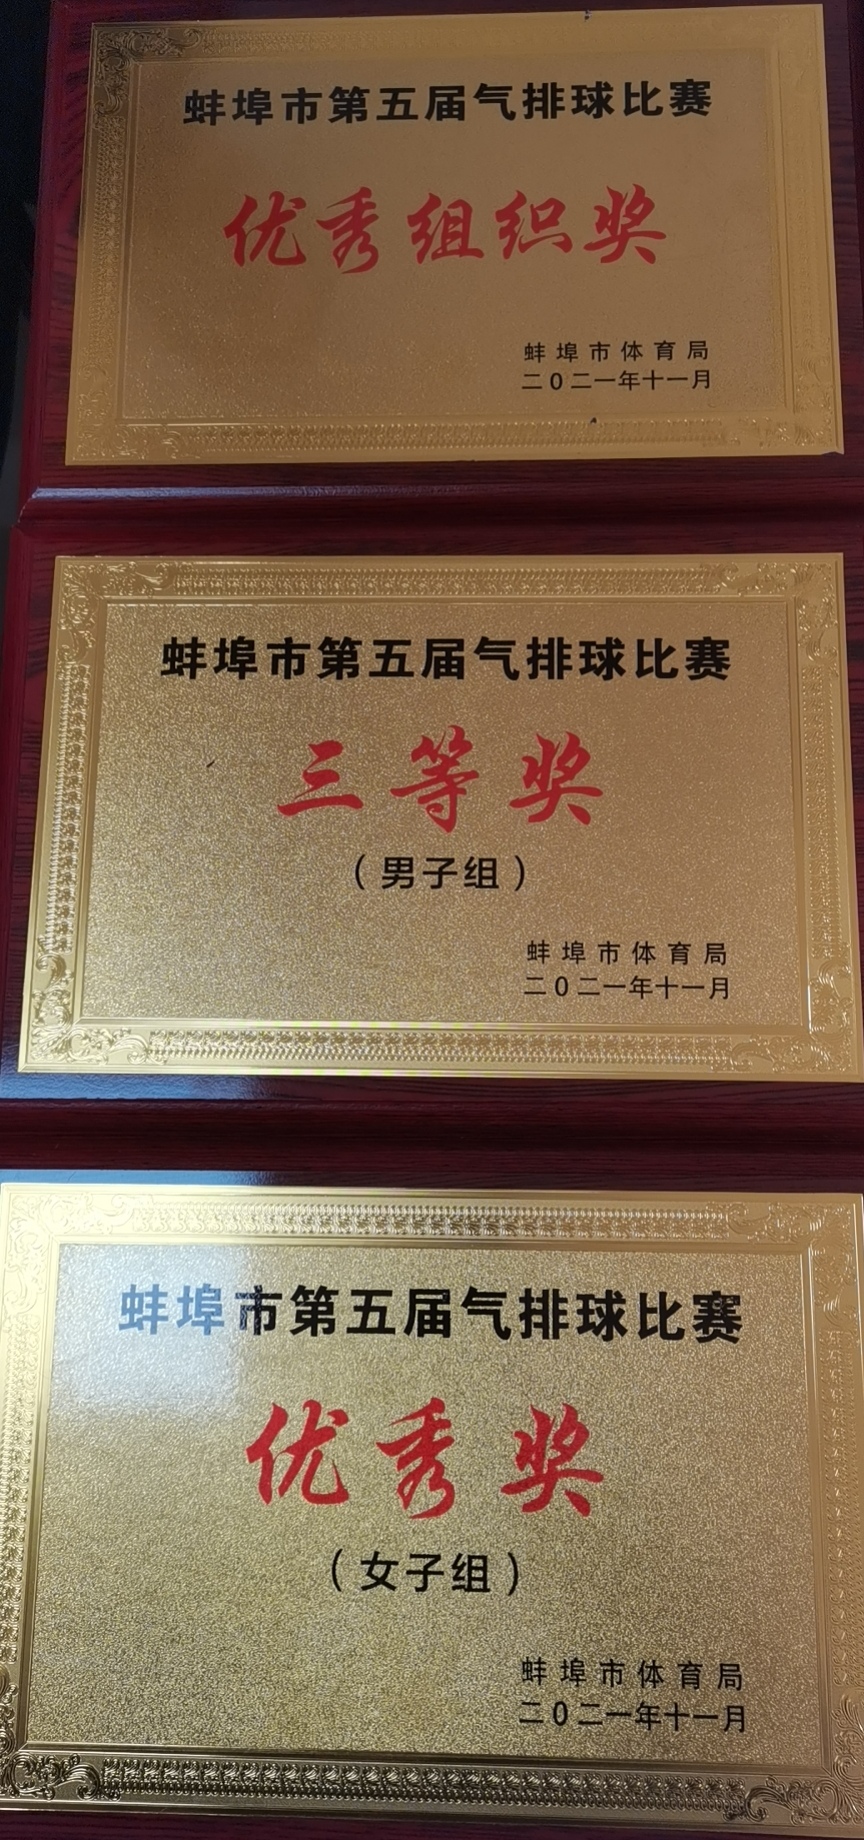 蚌埠市第五届气排球比赛
优秀组织奖
蚌埠市体育局
二0二一年十一月
蚌埠市第五届气排球比赛
三等奖
（男子组）
蚌埠市体育局
二0二一年十一月
蚌埠市第五届气排球比赛
优秀奖
（女子组）
蚌埠市体育局
二0二一年十一月